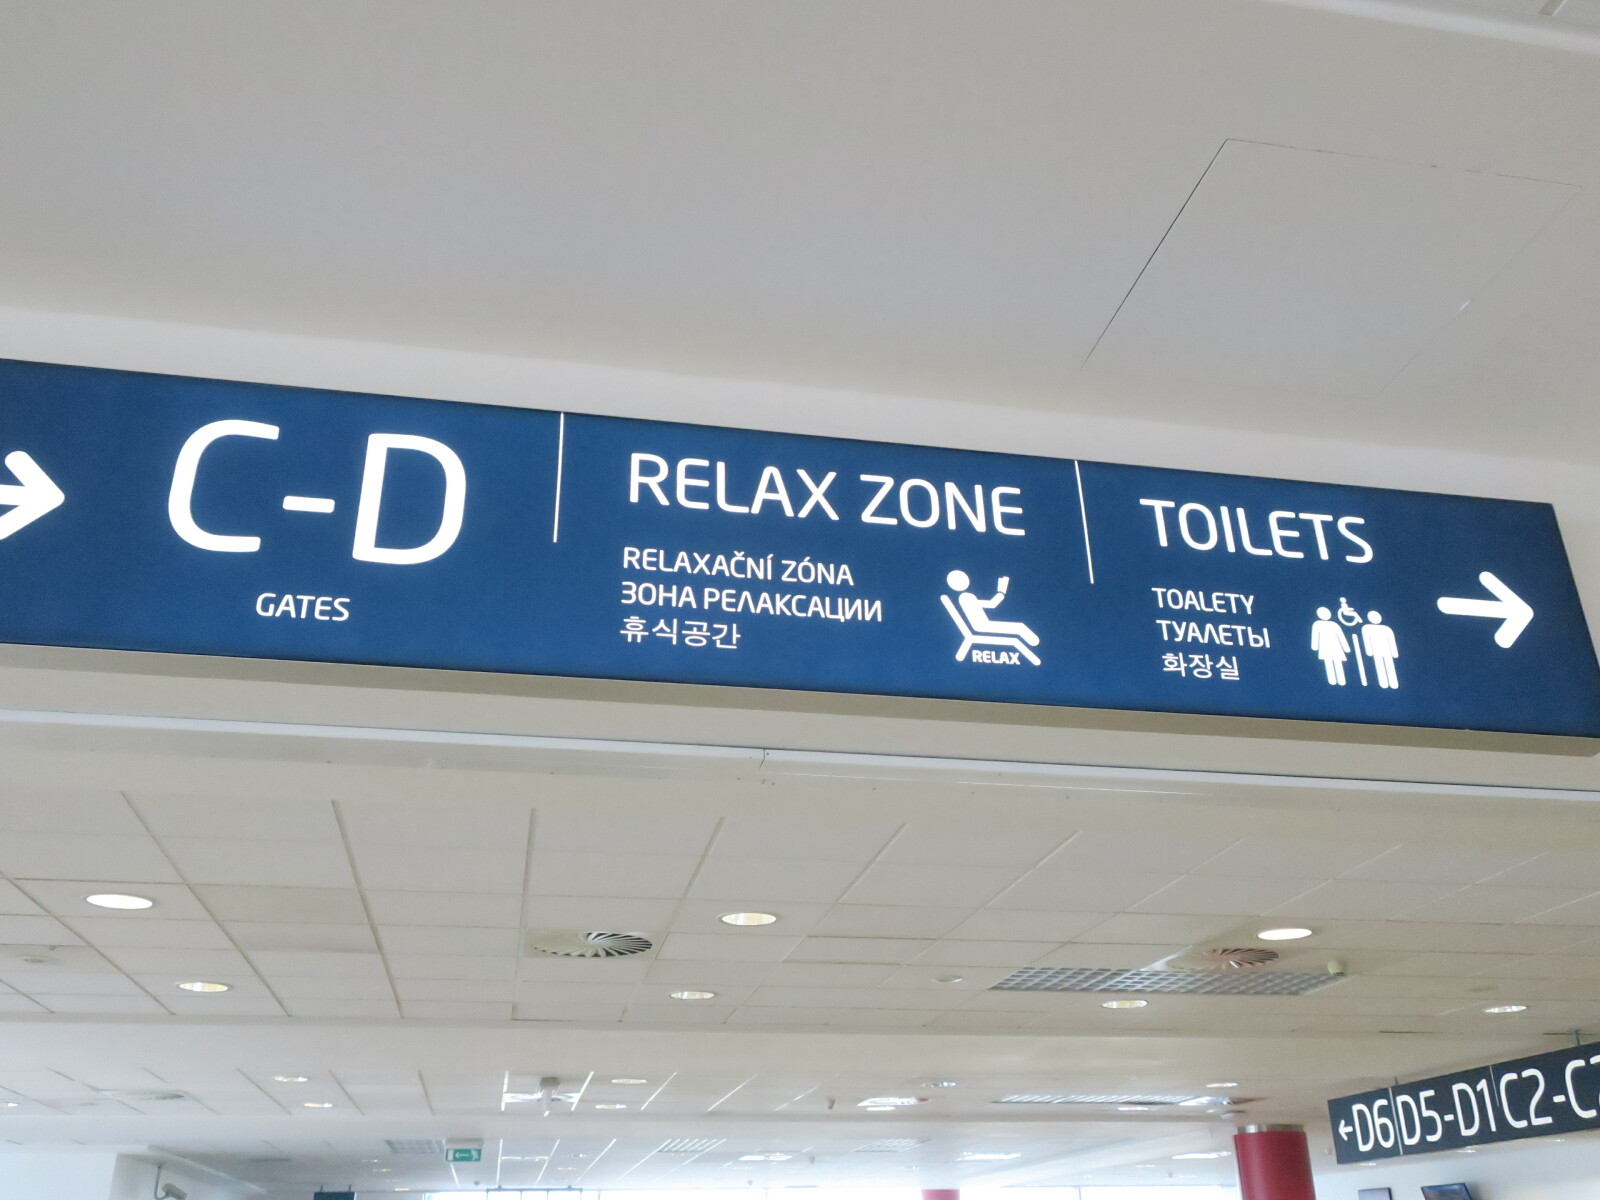 C-D
GATES
RELAX ZONE
RELAXAČNÍ ZÓNA
ЗОНА РЕЛАКСАЦИИ
휴식공간
RELAX
TOILETS
TOALETY
ТУАЛЕТЫ
화장실
←D6|D5-D1|C2-